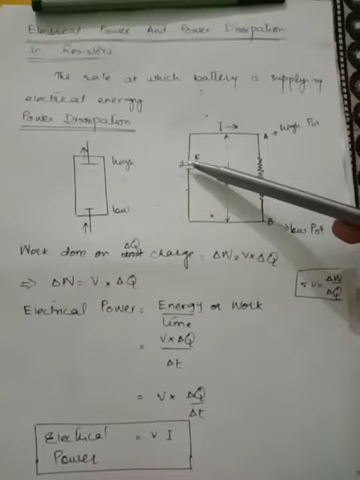 Electrical Power And Power Dissipation
In Resistors
The rate at which battery is supplying
electrical energy
Power Dissipation
I →
A → High Pot
High
E
low
B → low Pot
Work done on ΔQ charge = ΔW = V × ΔQ
⇒ ΔW = V × ΔQ
∵ V = ΔW/ΔQ
Electrical Power = Energy or Work
Time
= V × ΔQ
Δt
= V × ΔQ
Δt
Electrical = V I
Power